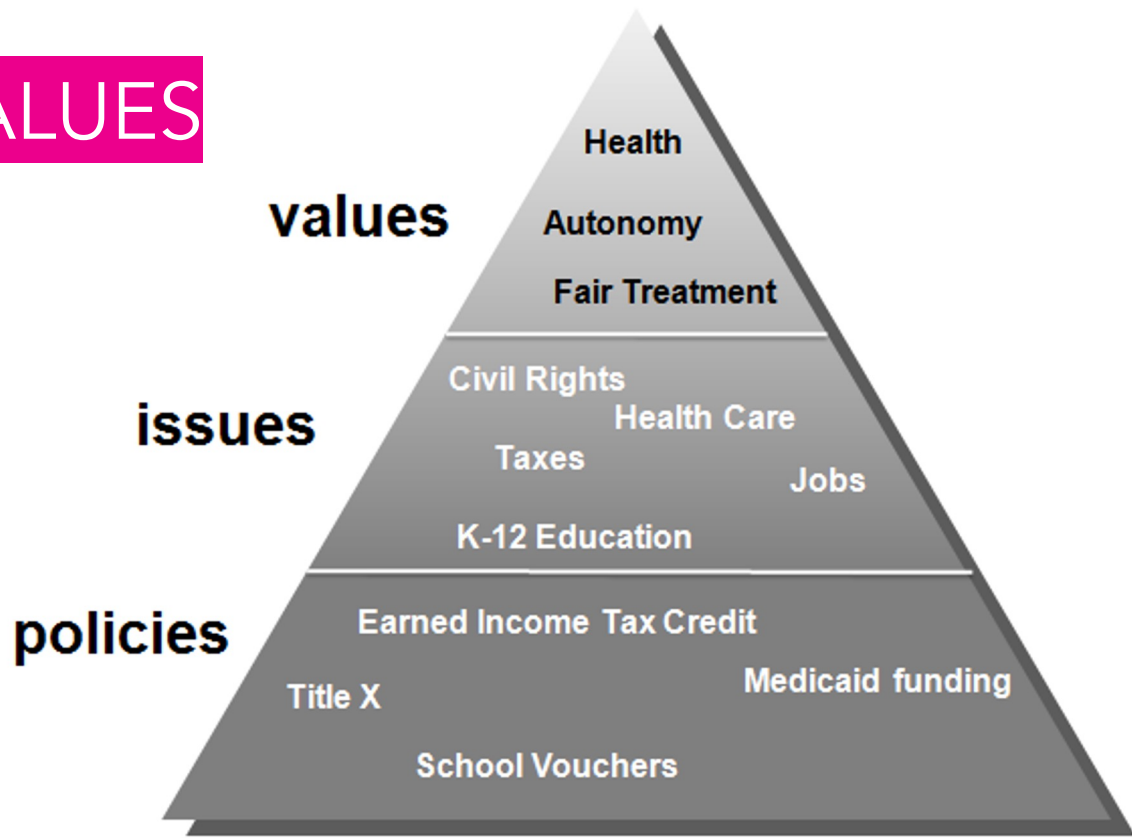 ALUES
values
Health
Autonomy
Fair Treatment
issues
Civil Rights
Health Care
Taxes
Jobs
K-12 Education
policies
Earned Income Tax Credit
Medicaid funding
Title X
School Vouchers